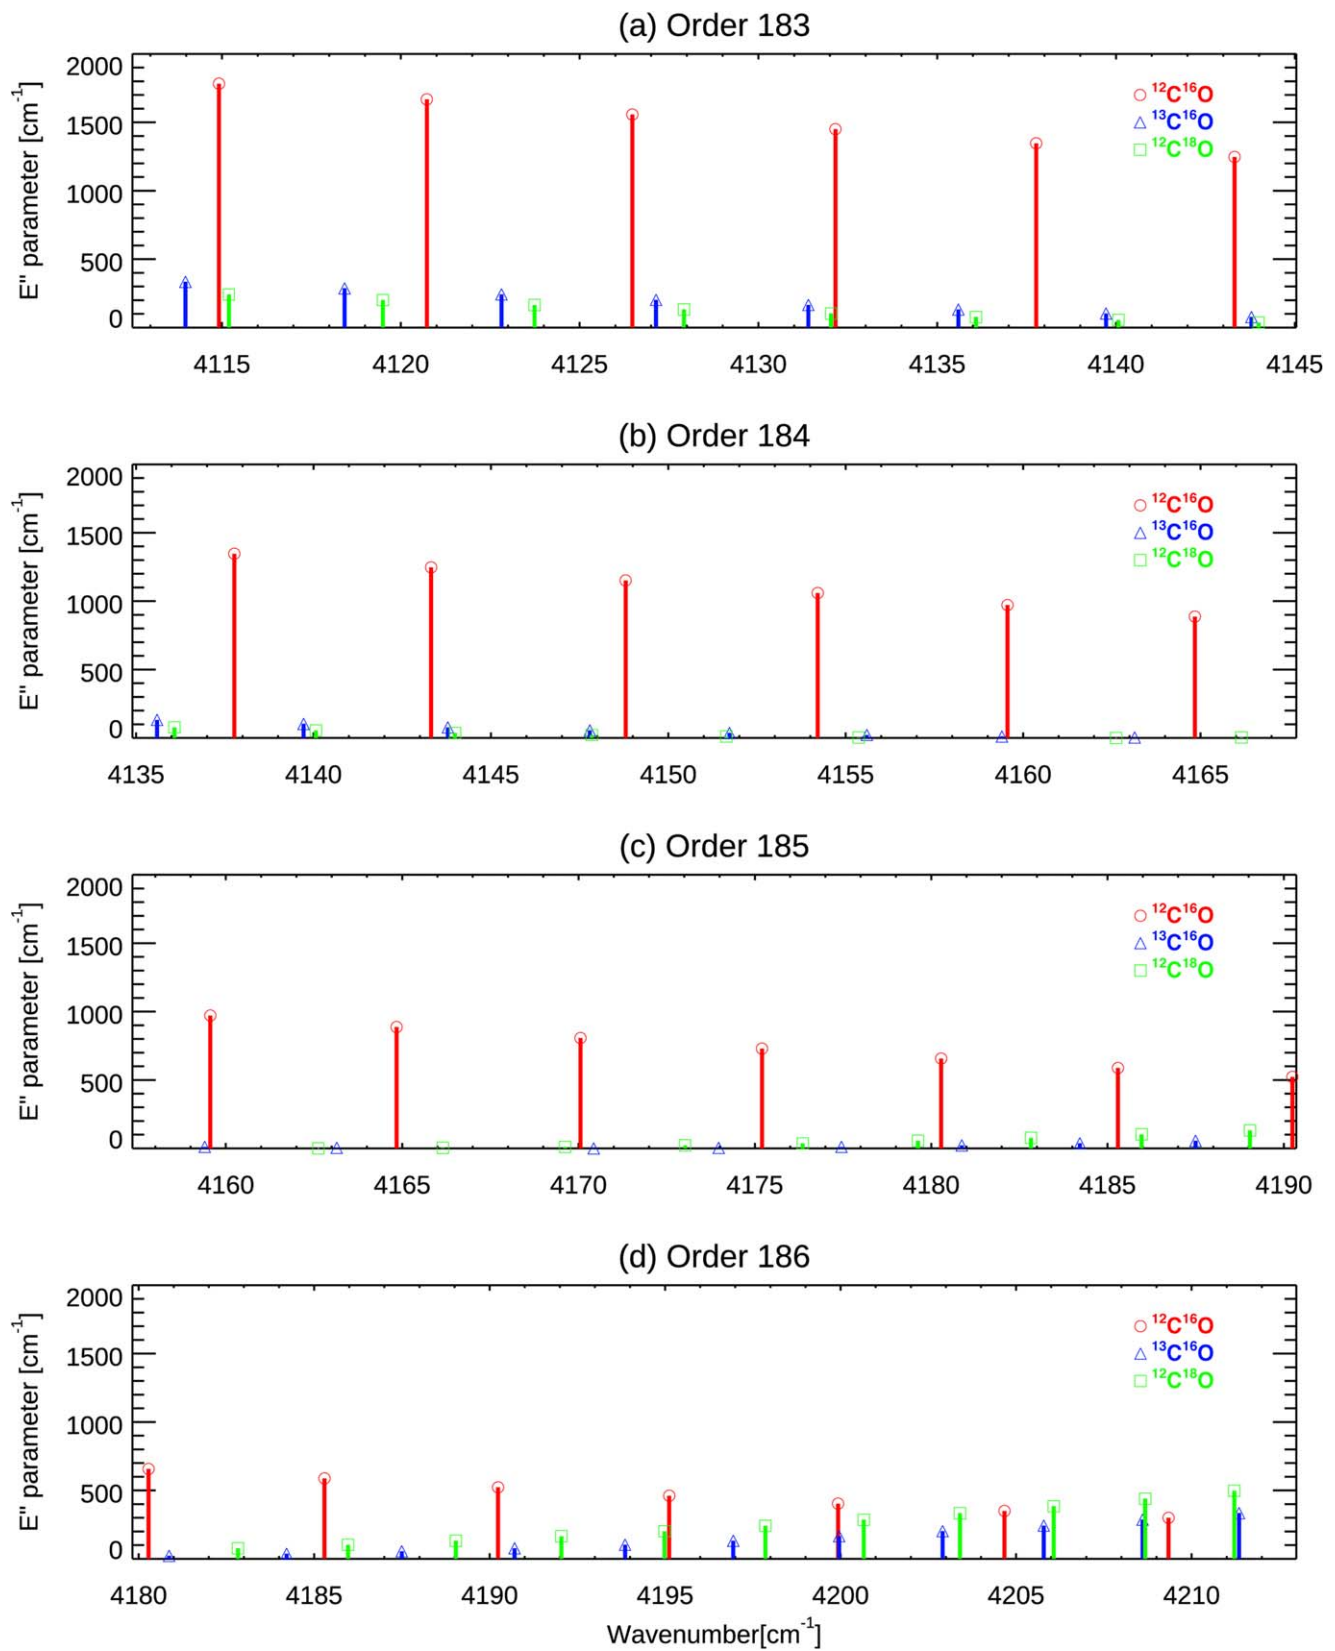 (a) Order 183
E" parameter [cm⁻¹]
2000
1500
1000
500
0
¹²C¹⁶O
¹³C¹⁶O
¹²C¹⁸O
4115 4120 4125 4130 4135 4140 4145
(b) Order 184
E" parameter [cm⁻¹]
2000
1500
1000
500
0
¹²C¹⁶O
¹³C¹⁶O
¹²C¹⁸O
4135 4140 4145 4150 4155 4160 4165
(c) Order 185
E" parameter [cm⁻¹]
2000
1500
1000
500
0
¹²C¹⁶O
¹³C¹⁶O
¹²C¹⁸O
4160 4165 4170 4175 4180 4185 4190
(d) Order 186
E" parameter [cm⁻¹]
2000
1500
1000
500
0
¹²C¹⁶O
¹³C¹⁶O
¹²C¹⁸O
4180 4185 4190 4195 4200 4205 4210
Wavenumber[cm⁻¹]